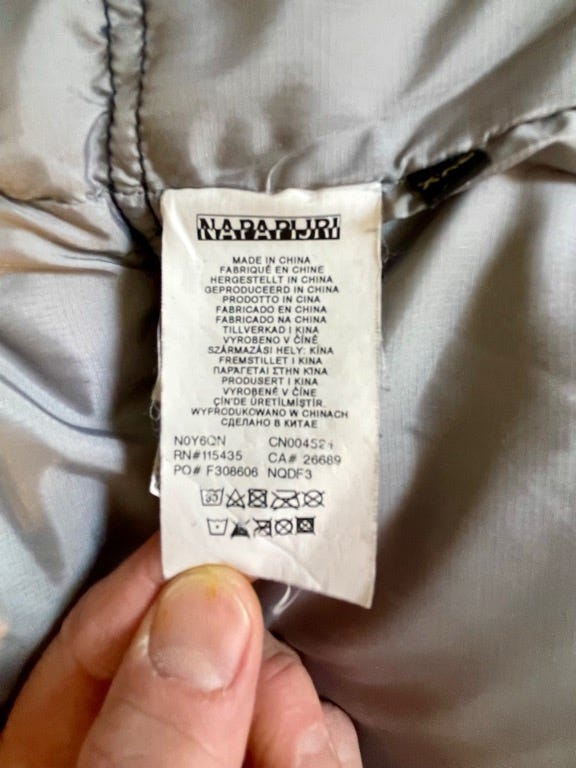 NAPAPIJRI
MADE IN CHINA
FABRIQUÉ EN CHINE
HERGESTELLT IN CHINA
GEPRODUCEERD IN CHINA
PRODOTTO IN CINA
FABRICADO EN CHINA
FABRICADO NA CHINA
TILLVERKAD I KINA
VYROBENO V ČÍNĚ
SZÁRMAZÁSI HELY: KÍNA
FREMSTILLET I KINA
ΠΑΡΑΓΕΤΑΙ ΣΤΗΝ ΚΙΝΑ
PRODUSERT I KINA
VYROBENÉ V ČÍNE
ÇİN'DE ÜRETİLMİŞTİR
WYPRODUKOWANO W CHINACH
СДЕЛАНО В КИТАЕ
N0Y6QN CN004524
RN#115435 CA# 26689
PO# F308606 NQDF3
30